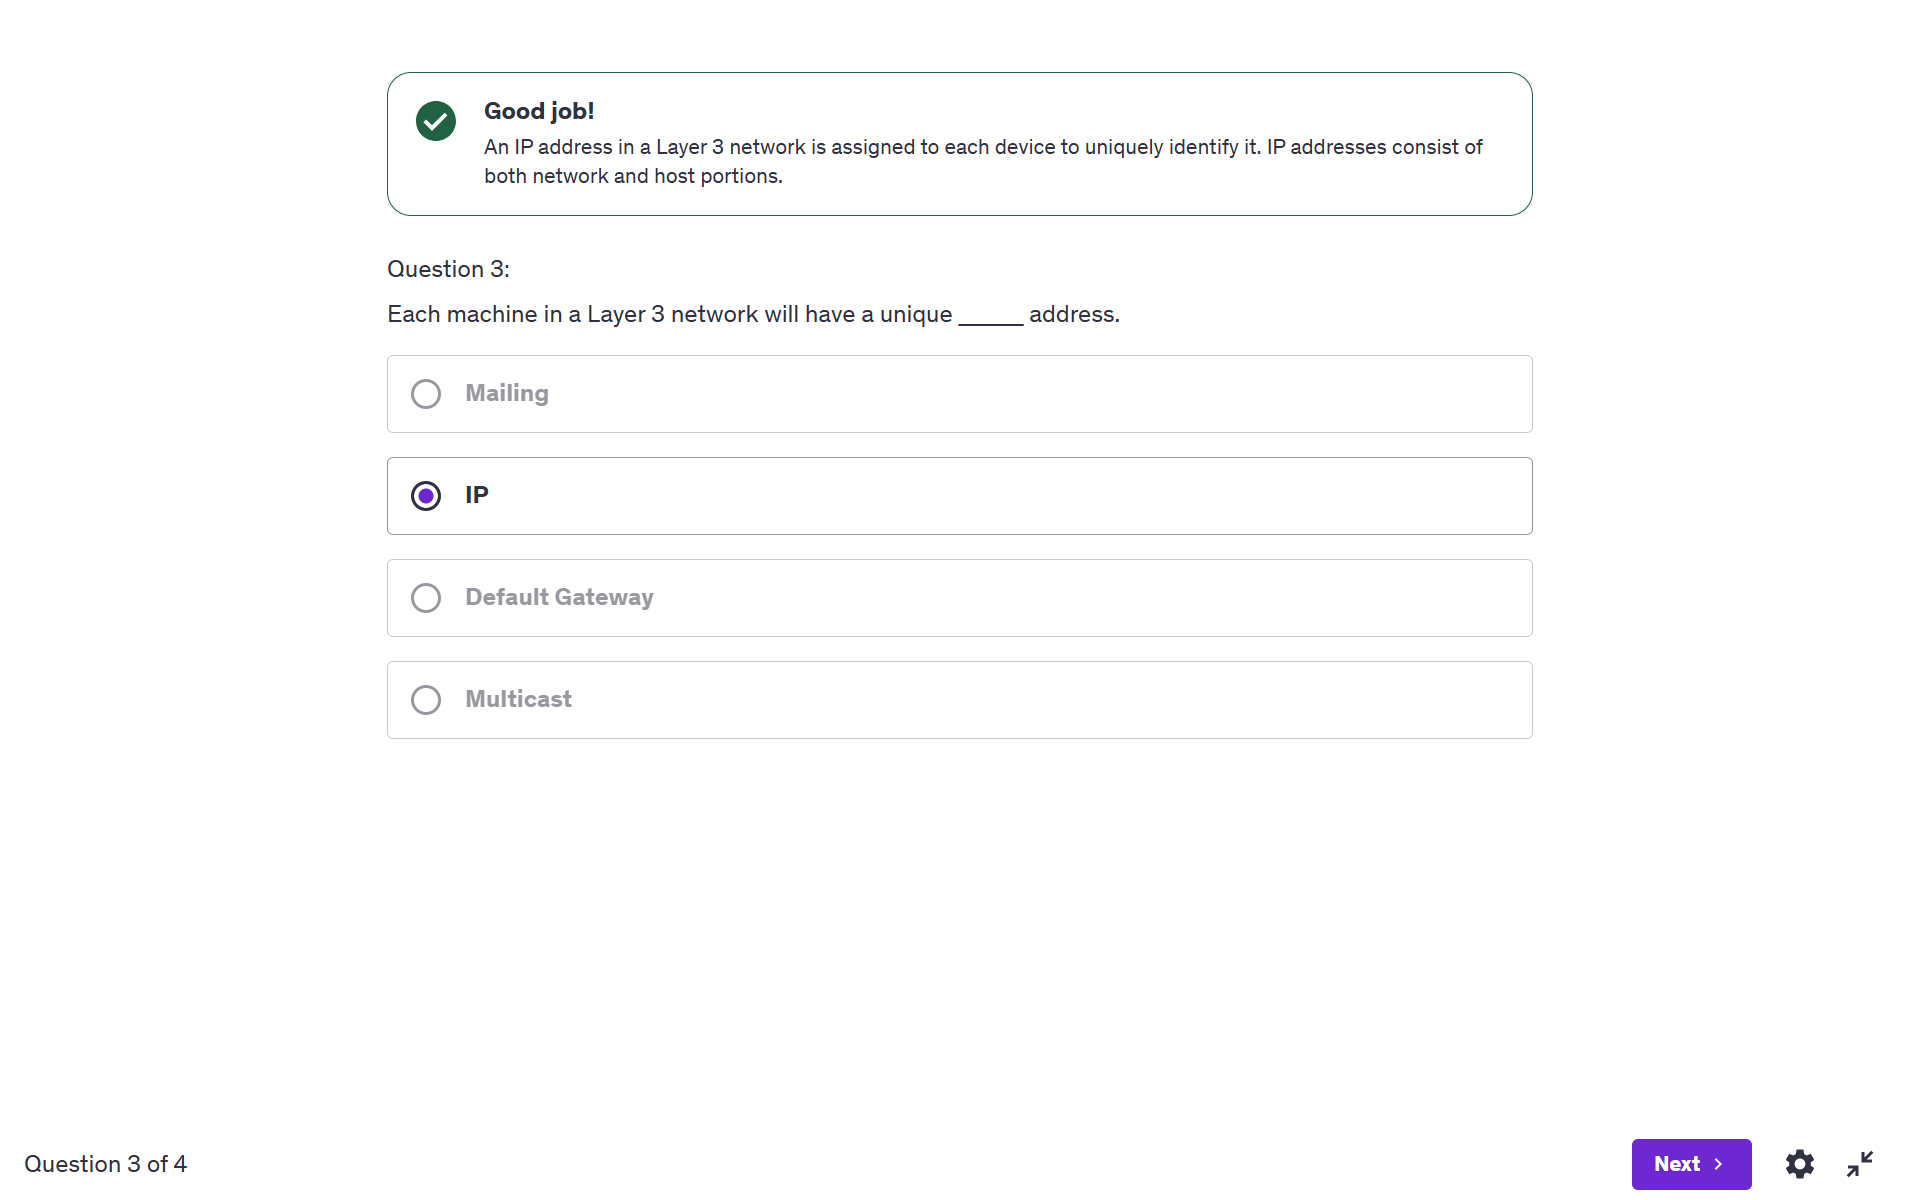 Good job!
An IP address in a Layer 3 network is assigned to each device to uniquely identify it. IP addresses consist of
both network and host portions.
Question 3:
Each machine in a Layer 3 network will have a unique _____ address.
Mailing
IP
Default Gateway
Multicast
Question 3 of 4
Next